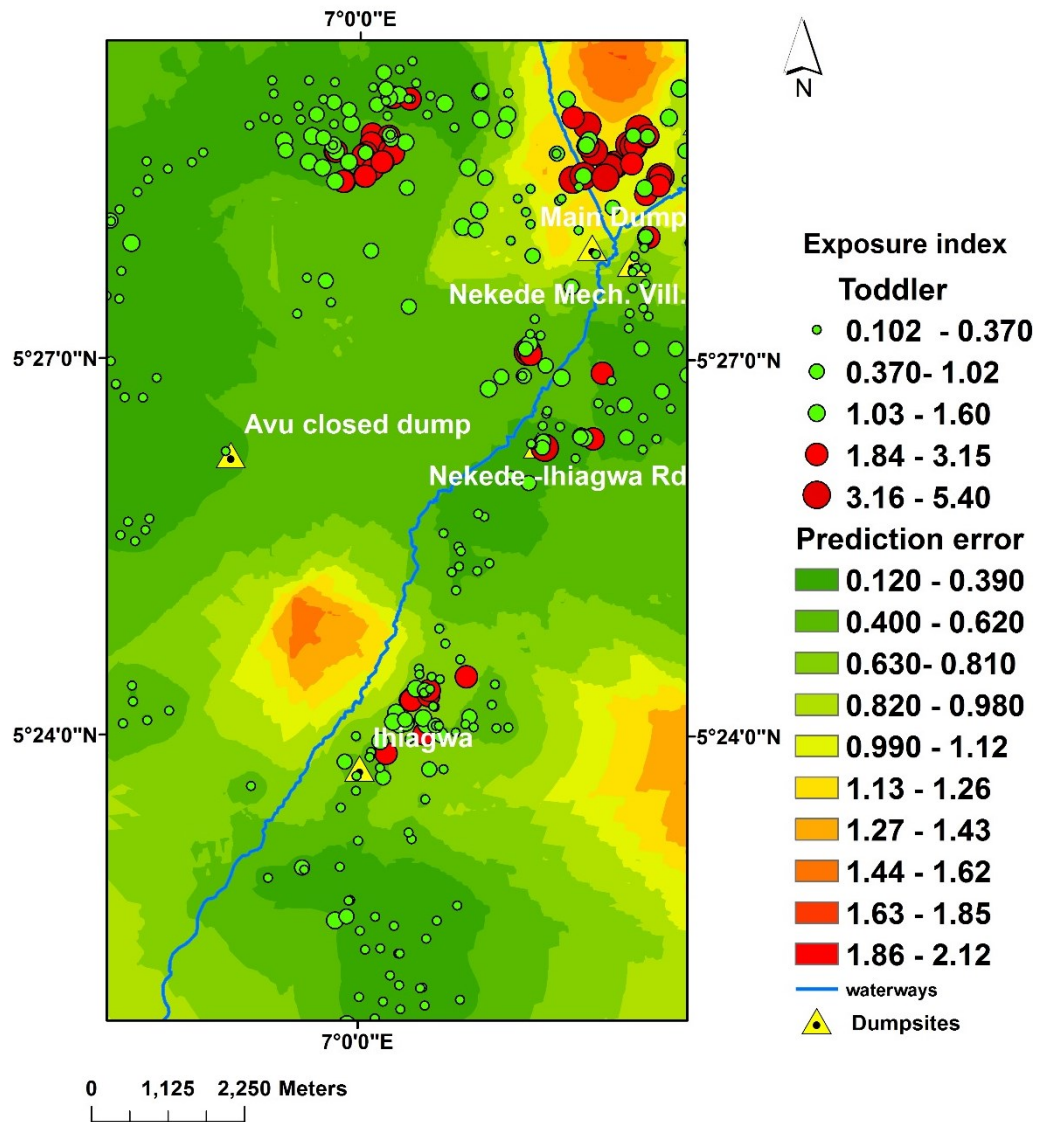 7°0'0"E
N
Main Dump
Nekede Mech. Vill.
5°27'0"N
5°27'0"N
Avu closed dump
Nekede -Ihiagwa Rd
5°24'0"N
5°24'0"N
Ihiagwa
7°0'0"E
0 1,125 2,250 Meters
Exposure index
Toddler
0.102 - 0.370
0.370- 1.02
1.03 - 1.60
1.84 - 3.15
3.16 - 5.40
Prediction error
0.120 - 0.390
0.400 - 0.620
0.630- 0.810
0.820 - 0.980
0.990 - 1.12
1.13 - 1.26
1.27 - 1.43
1.44 - 1.62
1.63 - 1.85
1.86 - 2.12
waterways
Dumpsites